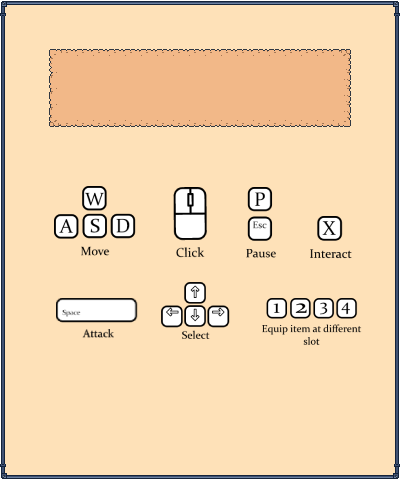 W
A S D
Move
Click
P
Esc
Pause
X
Interact
Space
Attack
Select
1 2 3 4
Equip item at different
slot